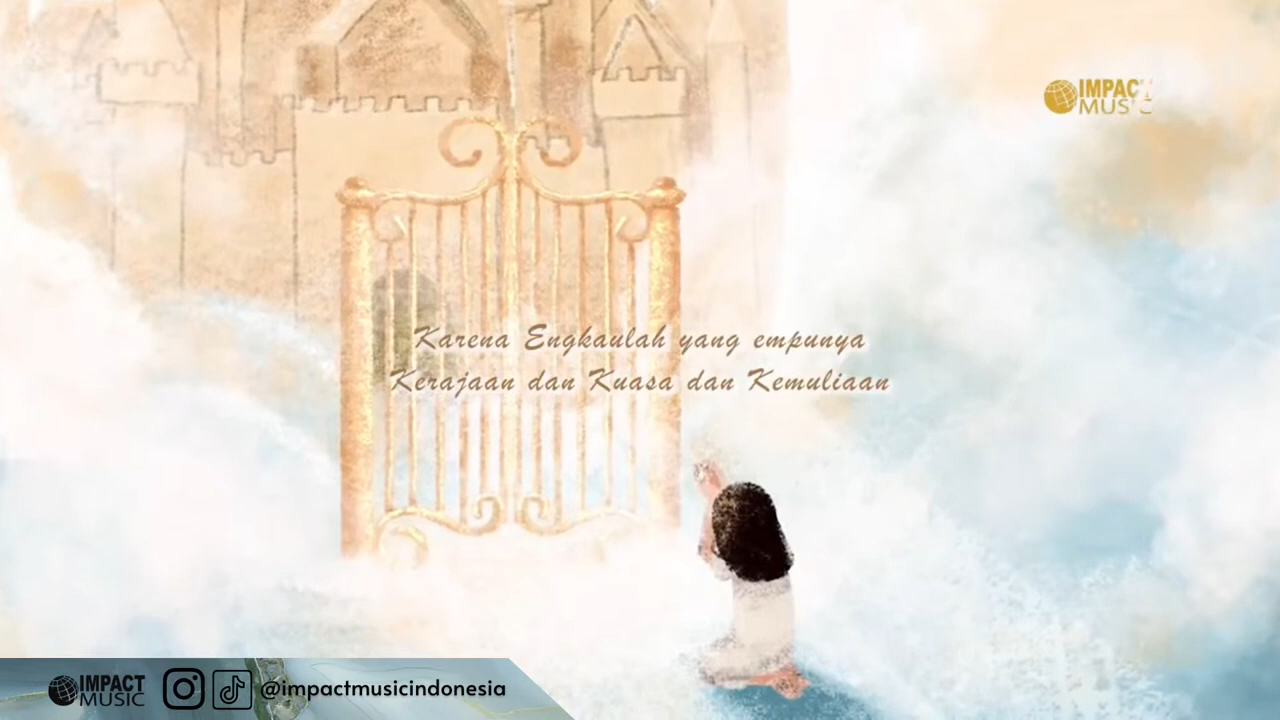 IMPACT
MUSIC
Karena Engkaulah yang empunya
Kerajaan dan Kuasa dan Kemuliaan
IMPACT
MUSIC
@impactmusicindonesia